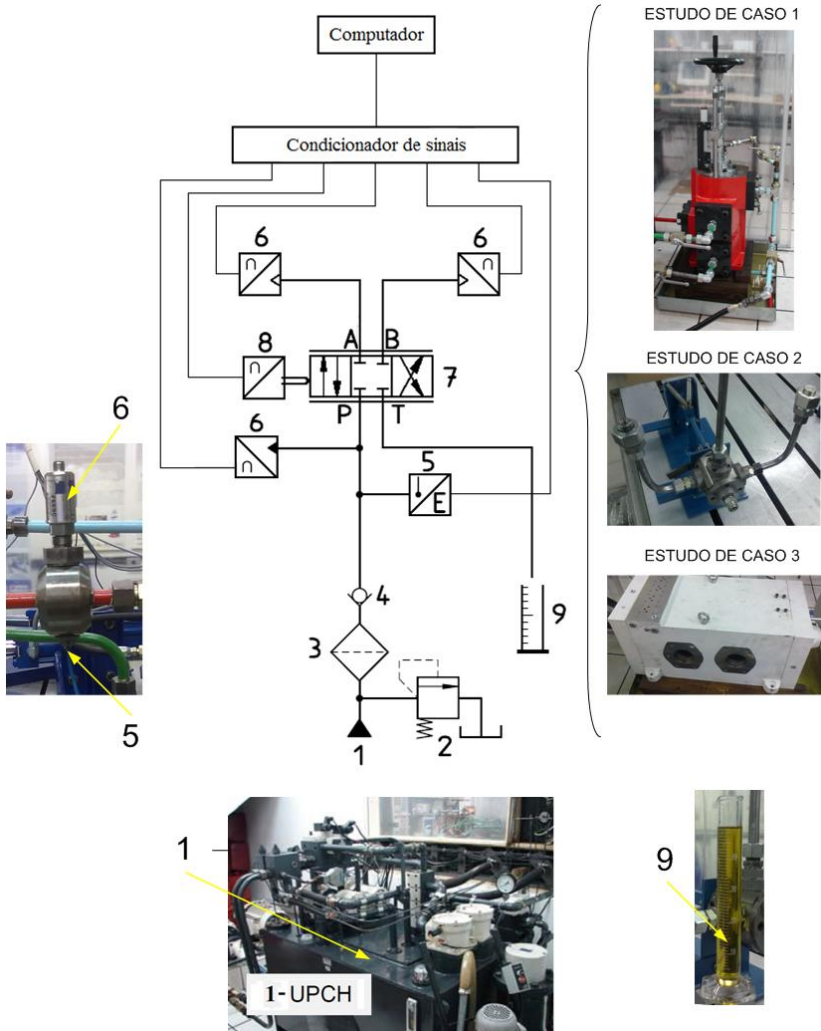 ESTUDO DE CASO 1
Computador
Condicionador de sinais
6
6
A
B
8
7
P
T
6
5
E
ESTUDO DE CASO 2
6
5
4
3
9
ESTUDO DE CASO 3
1
2
1
1- UPCH
9